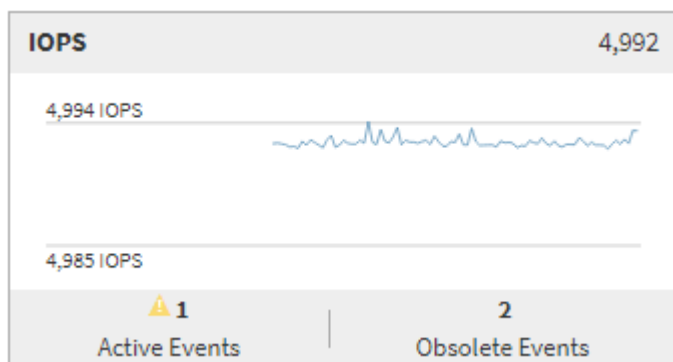 IOPS 4,992
4,994 IOPS
4,985 IOPS
1 2
Active Events Obsolete Events